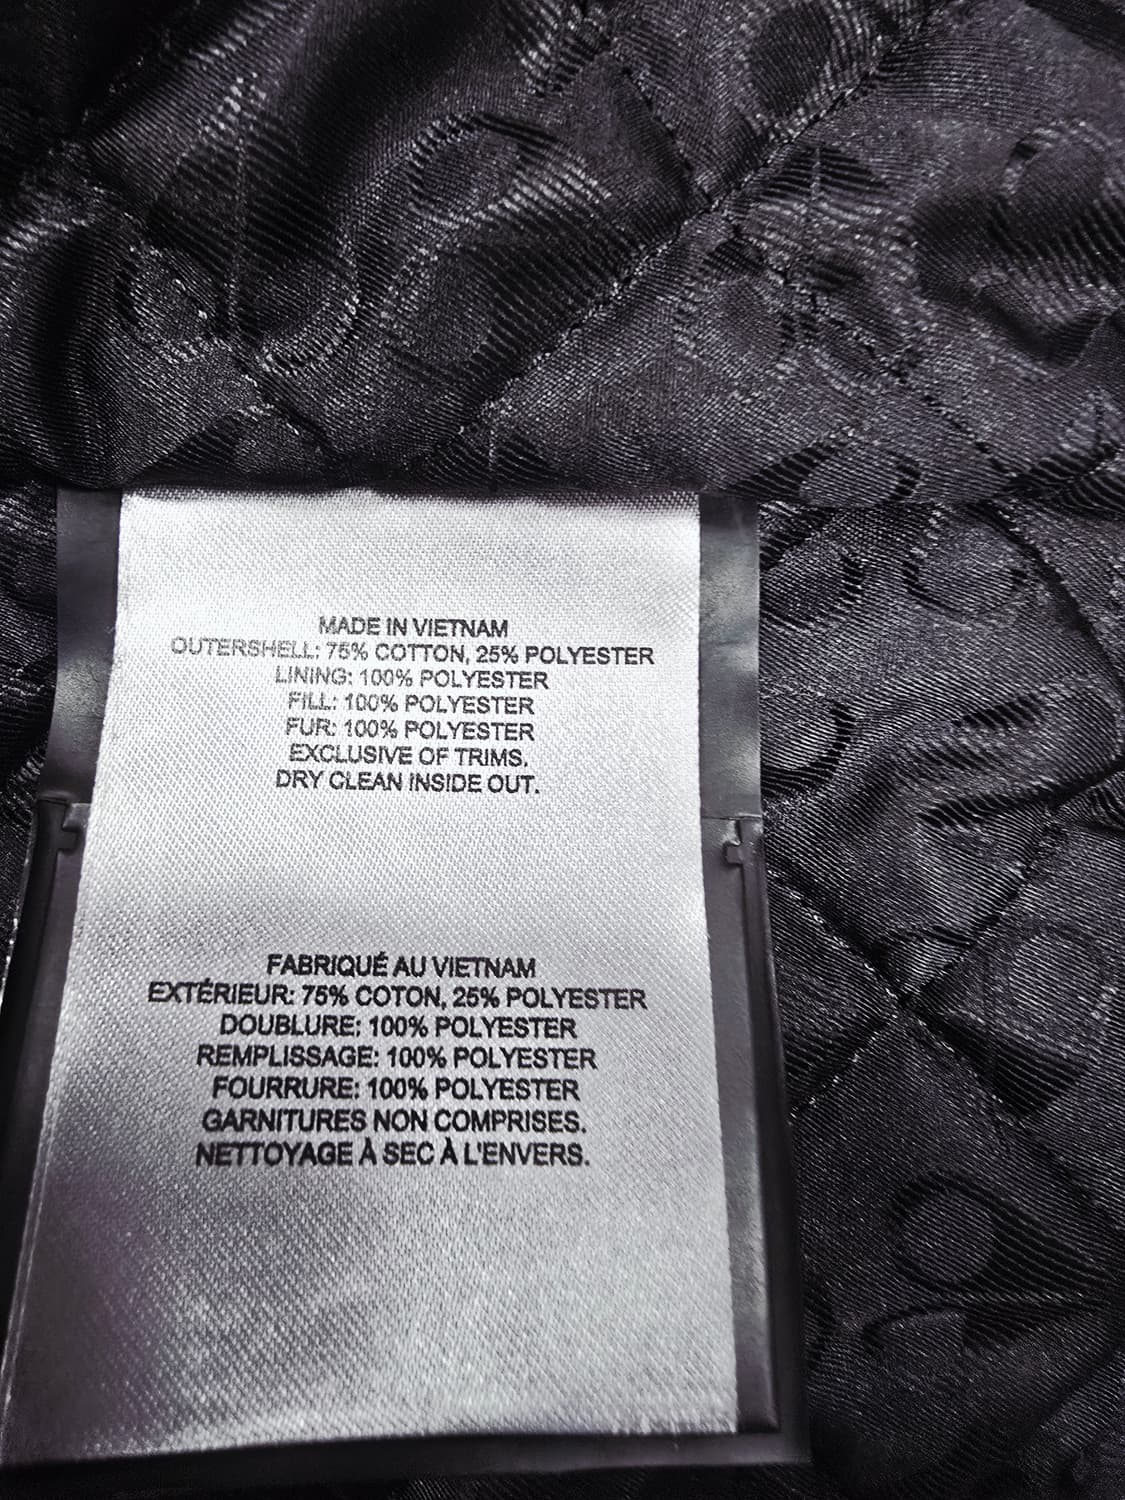 MADE IN VIETNAM
OUTERSHELL: 75% COTTON, 25% POLYESTER
LINING: 100% POLYESTER
FILL: 100% POLYESTER
FUR: 100% POLYESTER
EXCLUSIVE OF TRIMS.
DRY CLEAN INSIDE OUT.
FABRIQUÉ AU VIETNAM
EXTÉRIEUR: 75% COTON, 25% POLYESTER
DOUBLURE: 100% POLYESTER
REMPLISSAGE: 100% POLYESTER
FOURRURE: 100% POLYESTER
GARNITURES NON COMPRISES.
NETTOYAGE À SEC À L'ENVERS.